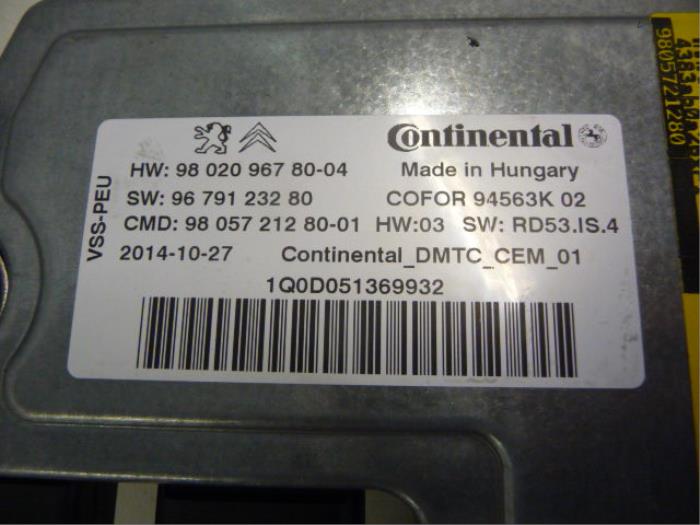 Continental
HW: 98 020 967 80-04 Made in Hungary
SW: 96 791 232 80 COFOR 94563K 02
CMD: 98 057 212 80-01 HW:03 SW: RD53.IS.4
2014-10-27 Continental_DMTC_CEM_01
1Q0D051369932
VSS-PEU
9805721280